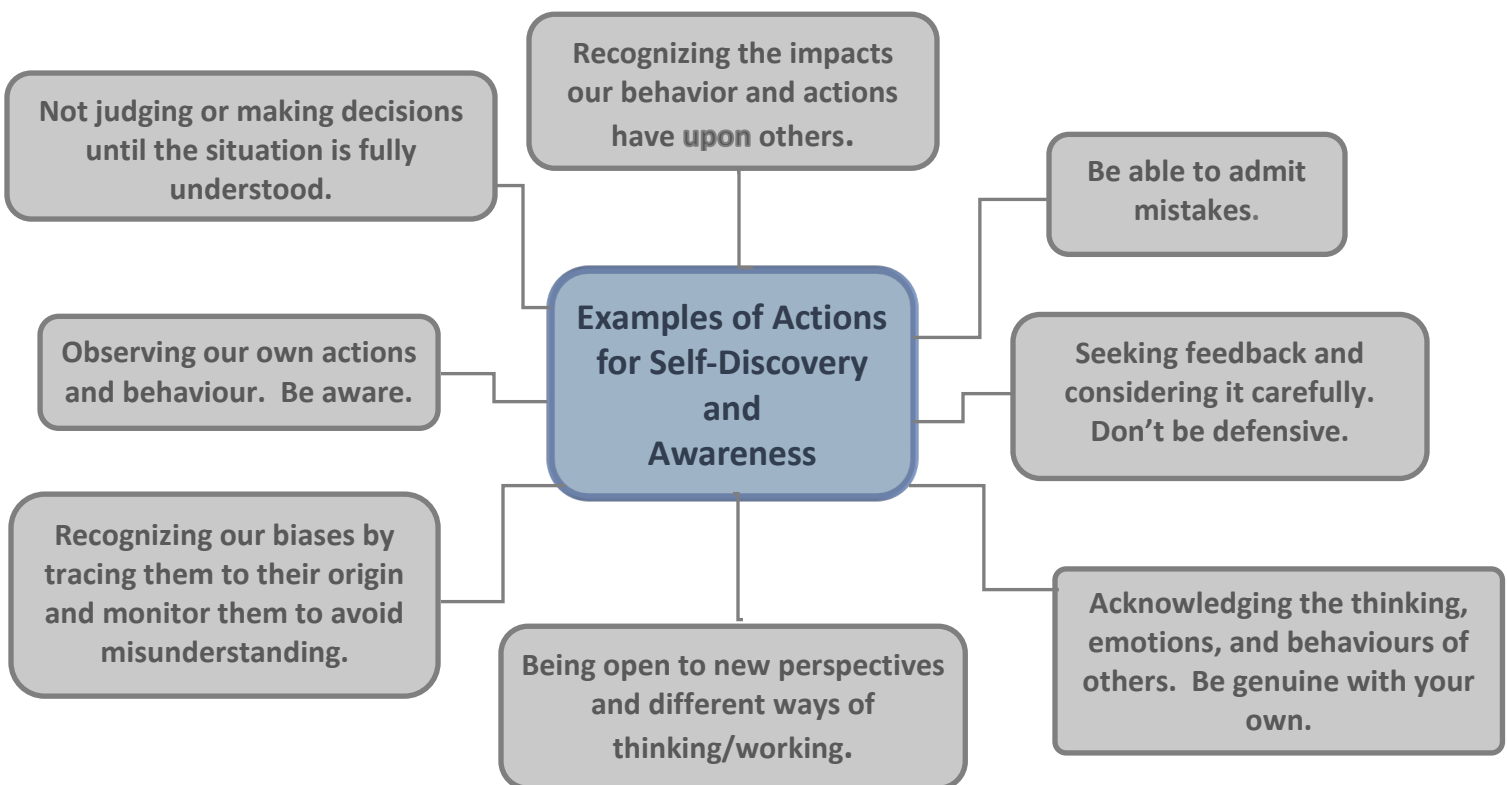 Recognizing the impacts
our behavior and actions
have upon others.
Not judging or making decisions
until the situation is fully
understood.
Be able to admit
mistakes.
Examples of Actions
for Self-Discovery
and
Awareness
Observing our own actions
and behaviour.  Be aware.
Seeking feedback and
considering it carefully.
Don’t be defensive.
Recognizing our biases by
tracing them to their origin
and monitor them to avoid
misunderstanding.
Acknowledging the thinking,
emotions, and behaviours of
others.  Be genuine with your
own.
Being open to new perspectives
and different ways of
thinking/working.